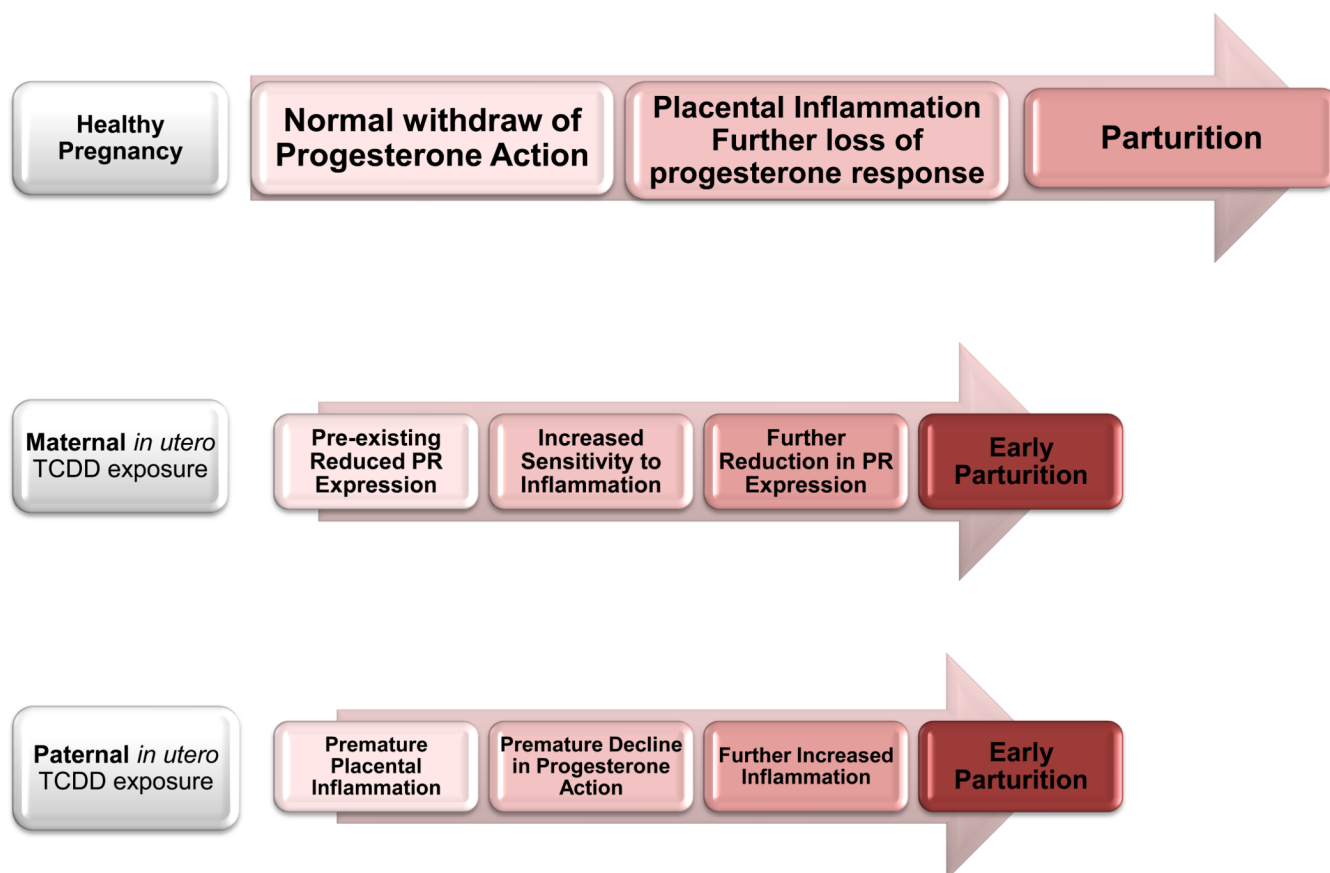 Healthy
Pregnancy
Normal withdraw of
Progesterone Action
Placental Inflammation
Further loss of
progesterone response
Parturition
Maternal in utero
TCDD exposure
Pre-existing
Reduced PR
Expression
Increased
Sensitivity to
Inflammation
Further
Reduction in PR
Expression
Early
Parturition
Paternal in utero
TCDD exposure
Premature
Placental
Inflammation
Premature Decline
in Progesterone
Action
Further Increased
Inflammation
Early
Parturition